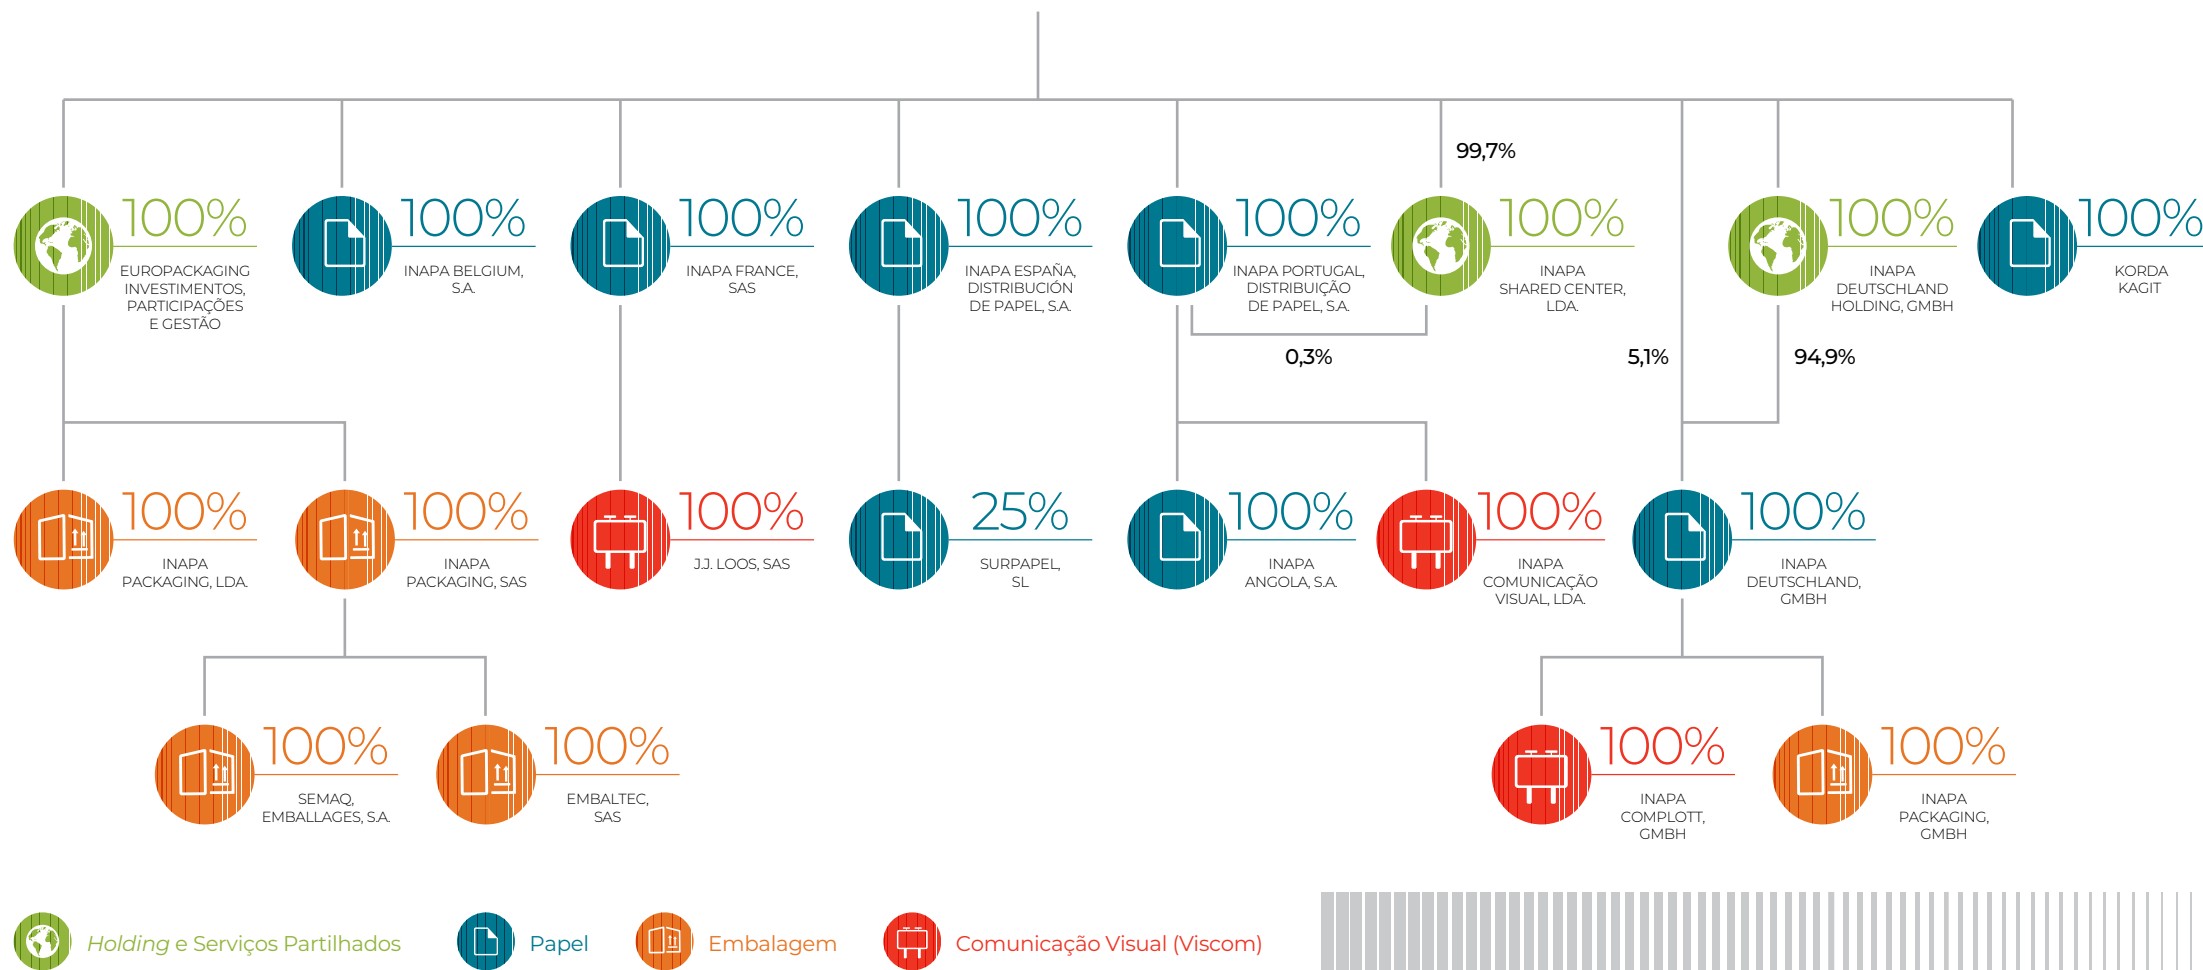 99,7%
100%
EUROPACKAGING
INVESTIMENTOS,
PARTICIPAÇÕES
E GESTÃO
100%
INAPA BELGIUM,
S.A.
100%
INAPA FRANCE,
SAS
100%
INAPA ESPAÑA,
DISTRIBUCIÓN
DE PAPEL, S.A.
100%
INAPA PORTUGAL,
DISTRIBUIÇÃO
DE PAPEL, S.A.
100%
INAPA
SHARED CENTER,
LDA.
100%
INAPA
DEUTSCHLAND
HOLDING, GMBH
100%
KORDA
KAGIT
0,3%
5,1%
94,9%
100%
INAPA
PACKAGING, LDA.
100%
INAPA
PACKAGING, SAS
100%
J.J. LOOS, SAS
25%
SURPAPEL,
SL
100%
INAPA
ANGOLA, S.A.
100%
INAPA
COMUNICAÇÃO
VISUAL, LDA.
100%
INAPA
DEUTSCHLAND,
GMBH
100%
SEMAQ,
EMBALLAGES, S.A.
100%
EMBALTEC,
SAS
100%
INAPA
COMPLOTT,
GMBH
100%
INAPA
PACKAGING,
GMBH
Holding e Serviços Partilhados
Papel
Embalagem
Comunicação Visual (Viscom)